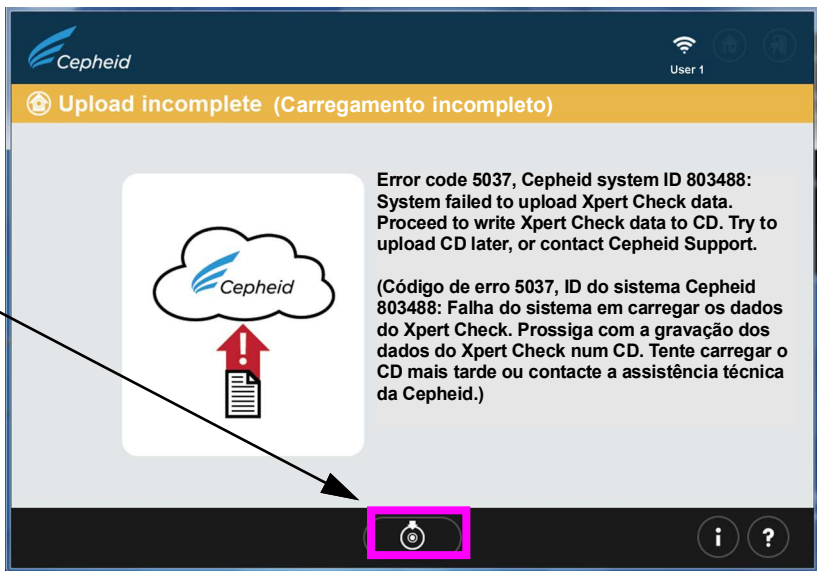 Cepheid
User 1
Upload incomplete (Carregamento incompleto)
Error code 5037, Cepheid system ID 803488:
System failed to upload Xpert Check data.
Proceed to write Xpert Check data to CD. Try to
upload CD later, or contact Cepheid Support.
(Código de erro 5037, ID do sistema Cepheid
803488: Falha do sistema em carregar os dados
do Xpert Check. Prossiga com a gravação dos
dados do Xpert Check num CD. Tente carregar o
CD mais tarde ou contacte a assistência técnica
da Cepheid.)
Cepheid
!
i ?